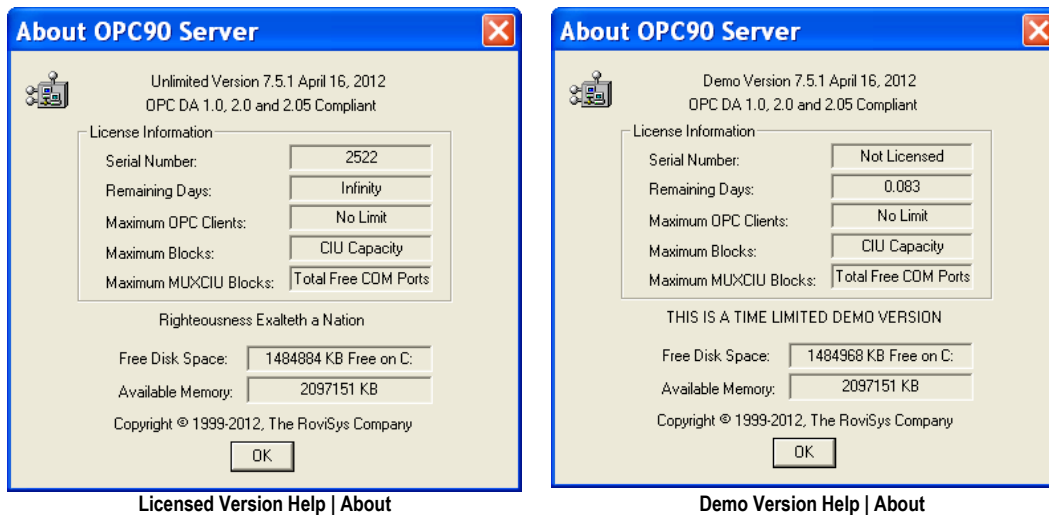 About OPC90 Server
Unlimited Version 7.5.1 April 16, 2012
OPC DA 1.0, 2.0 and 2.05 Compliant
License Information
Serial Number: 2522
Remaining Days: Infinity
Maximum OPC Clients: No Limit
Maximum Blocks: CIU Capacity
Maximum MUXCIU Blocks: Total Free COM Ports
Righteousness Exalteth a Nation
Free Disk Space: 1484884 KB Free on C:
Available Memory: 2097151 KB
Copyright © 1999-2012, The RoviSys Company
OK
Licensed Version Help | About
About OPC90 Server
Demo Version 7.5.1 April 16, 2012
OPC DA 1.0, 2.0 and 2.05 Compliant
License Information
Serial Number: Not Licensed
Remaining Days: 0.083
Maximum OPC Clients: No Limit
Maximum Blocks: CIU Capacity
Maximum MUXCIU Blocks: Total Free COM Ports
THIS IS A TIME LIMITED DEMO VERSION
Free Disk Space: 1484968 KB Free on C:
Available Memory: 2097151 KB
Copyright © 1999-2012, The RoviSys Company
OK
Demo Version Help | About